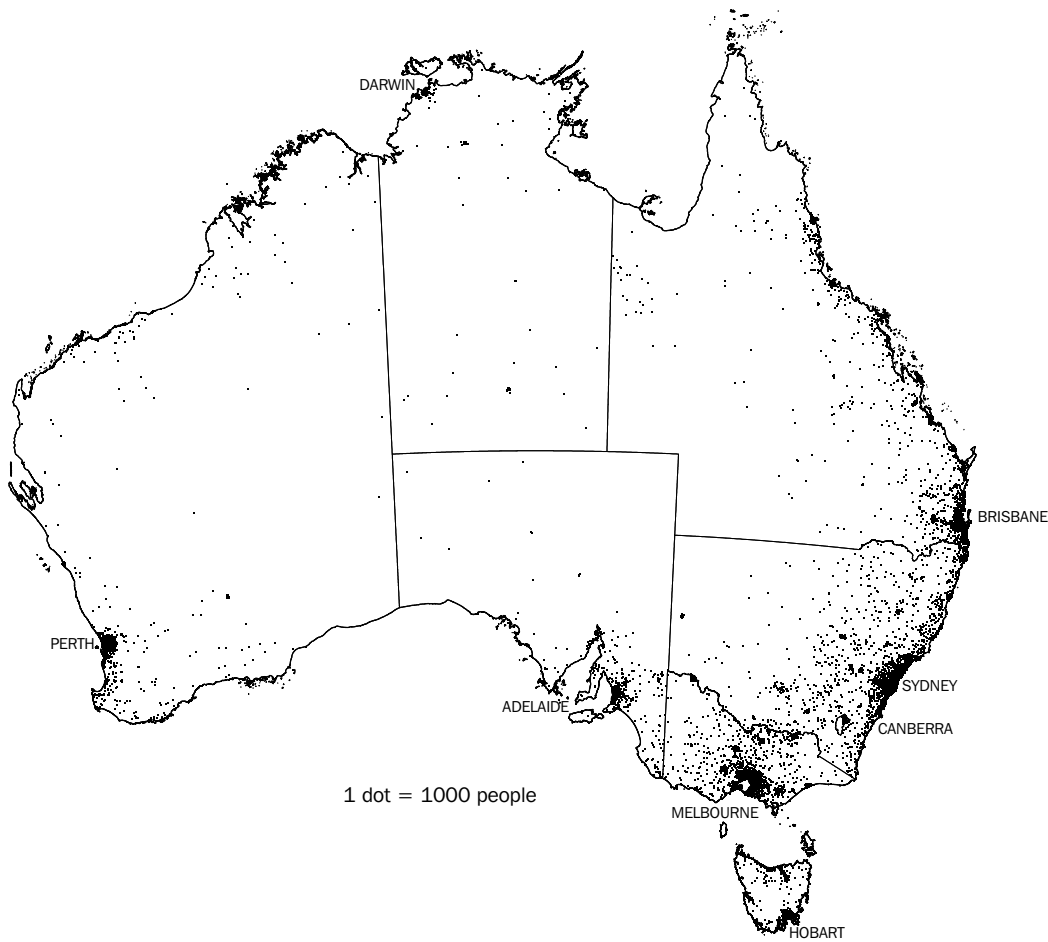 DARWIN
BRISBANE
PERTH
SYDNEY
ADELAIDE
CANBERRA
1 dot = 1000 people
MELBOURNE
HOBART